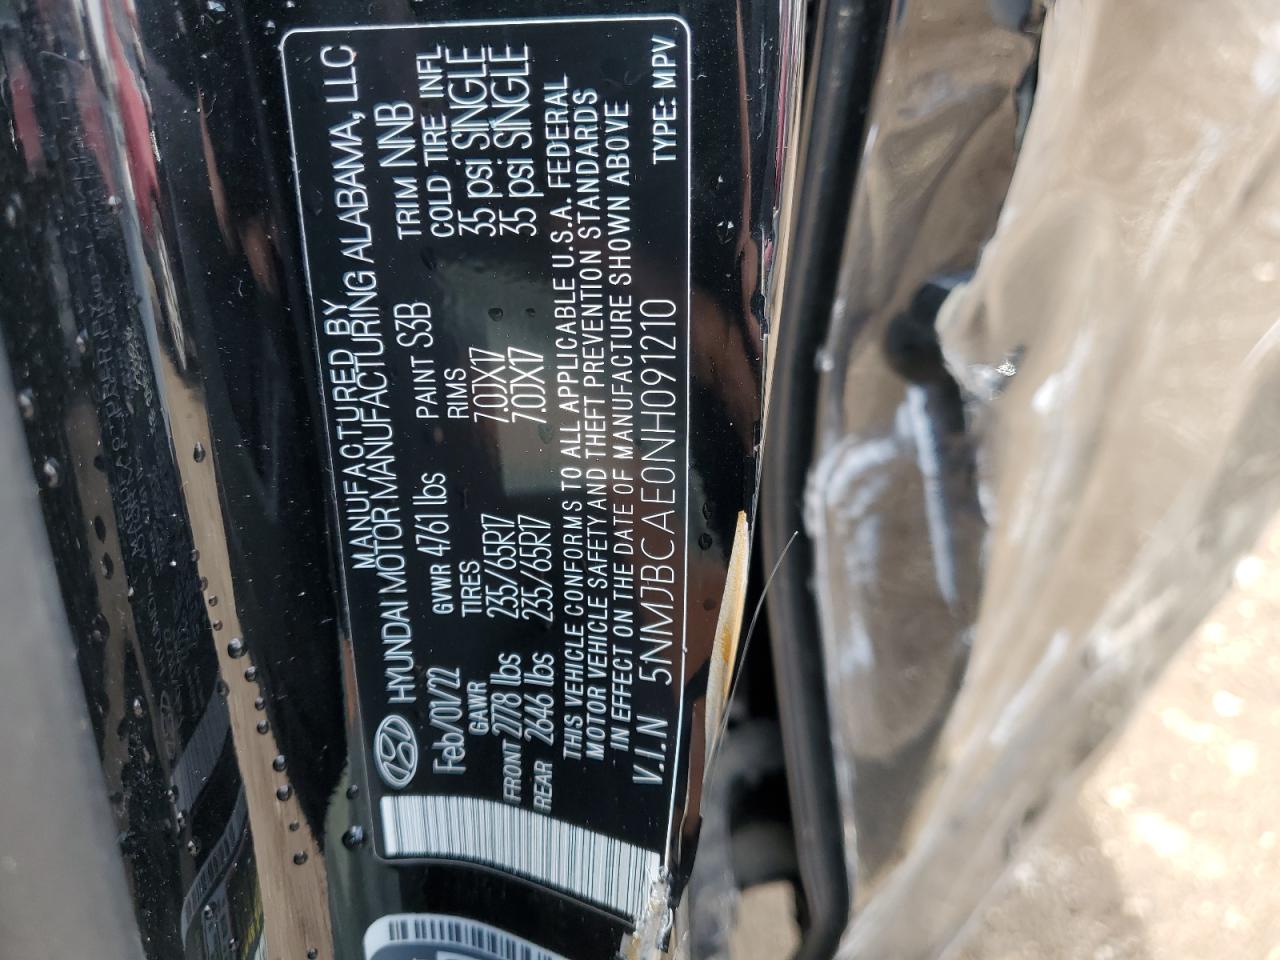 MANUFACTURED BY
HYUNDAI MOTOR MANUFACTURING ALABAMA, LLC
Feb/01/22 GVWR 4761 lbs PAINT S3B TRIM NNB
GAWR TIRES RIMS COLD TIRE INFL
FRONT 2778 lbs 235/65R17 7.0JX17 35 psi SINGLE
REAR 2646 lbs 235/65R17 7.0JX17 35 psi SINGLE
THIS VEHICLE CONFORMS TO ALL APPLICABLE U.S.A. FEDERAL
MOTOR VEHICLE SAFETY AND THEFT PREVENTION STANDARDS
IN EFFECT ON THE DATE OF MANUFACTURE SHOWN ABOVE
V.I.N 5NMJBCAE0NH091210 TYPE: MPV